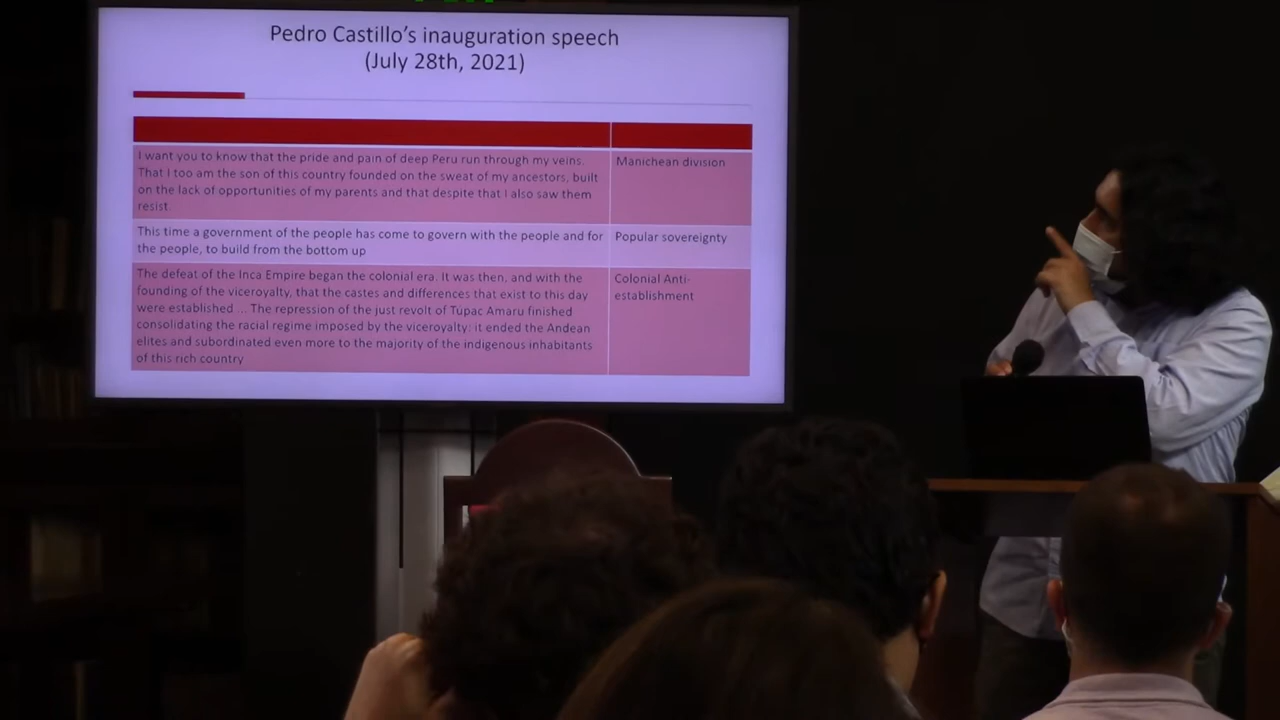 Pedro Castillo's inauguration speech
(July 28th, 2021)
I want you to know that the pride and pain of deep Peru run through my veins.
That I too am the son of this country founded on the sweat of my ancestors, built
on the lack of opportunities of my parents and that despite that I also saw them
resist.
Manichean division
This time a government of the people has come to govern with the people and for
the people, to build from the bottom up
Popular sovereignty
The defeat of the Inca Empire began the colonial era. It was then, and with the
founding of the viceroyalty, that the castes and differences that exist to this day
were established ... The repression of the just revolt of Tupac Amaru finished
consolidating the racial regime imposed by the viceroyalty: it ended the Andean
elites and subordinated even more to the majority of the indigenous inhabitants
of this rich country
Colonial Anti-
establishment